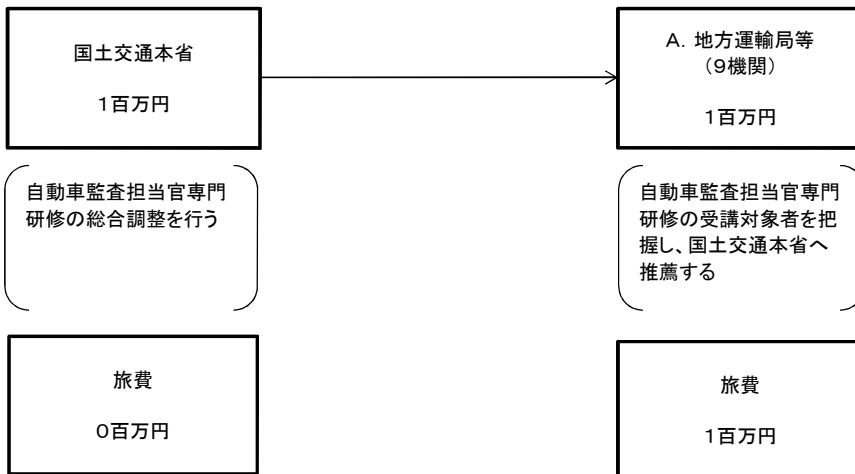 国土交通本省
1百万円
A. 地方運輸局等
（9機関）
1百万円
自動車監査担当官専門
研修の総合調整を行う
自動車監査担当官専門
研修の受講対象者を把
握し、国土交通本省へ
推薦する
旅費
0百万円
旅費
1百万円